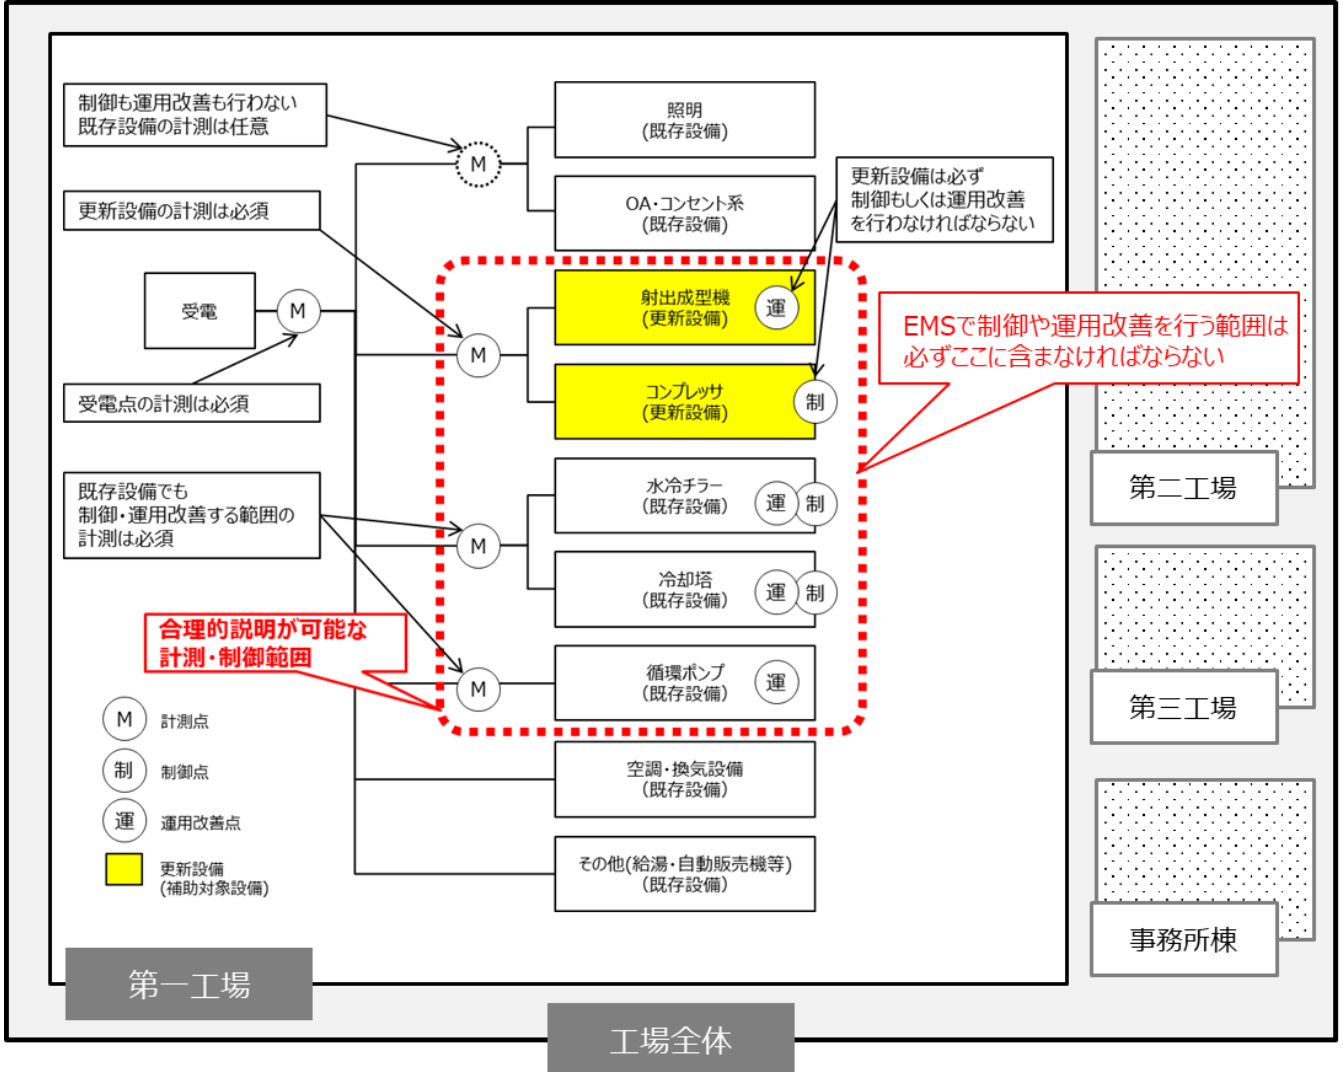 制御も運用改善も行わない
既存設備の計測は任意
更新設備の計測は必須
受電
M
受電点の計測は必須
既存設備でも
制御・運用改善する範囲の
計測は必須
合理的説明が可能な
計測・制御範囲
M
M
M
M
照明
(既存設備)
OA・コンセント系
(既存設備)
射出成型機
(更新設備)
運
コンプレッサ
(更新設備)
制
水冷チラー
(既存設備)
運
制
冷却塔
(既存設備)
運
制
循環ポンプ
(既存設備)
運
空調・換気設備
(既存設備)
その他(給湯・自動販売機等)
(既存設備)
更新設備は必ず
制御もしくは運用改善
を行わなければならない
EMSで制御や運用改善を行う範囲は
必ずここに含まなければならない
M 計測点
制 制御点
運 運用改善点
更新設備
(補助対象設備)
第一工場
第二工場
第三工場
事務所棟
工場全体